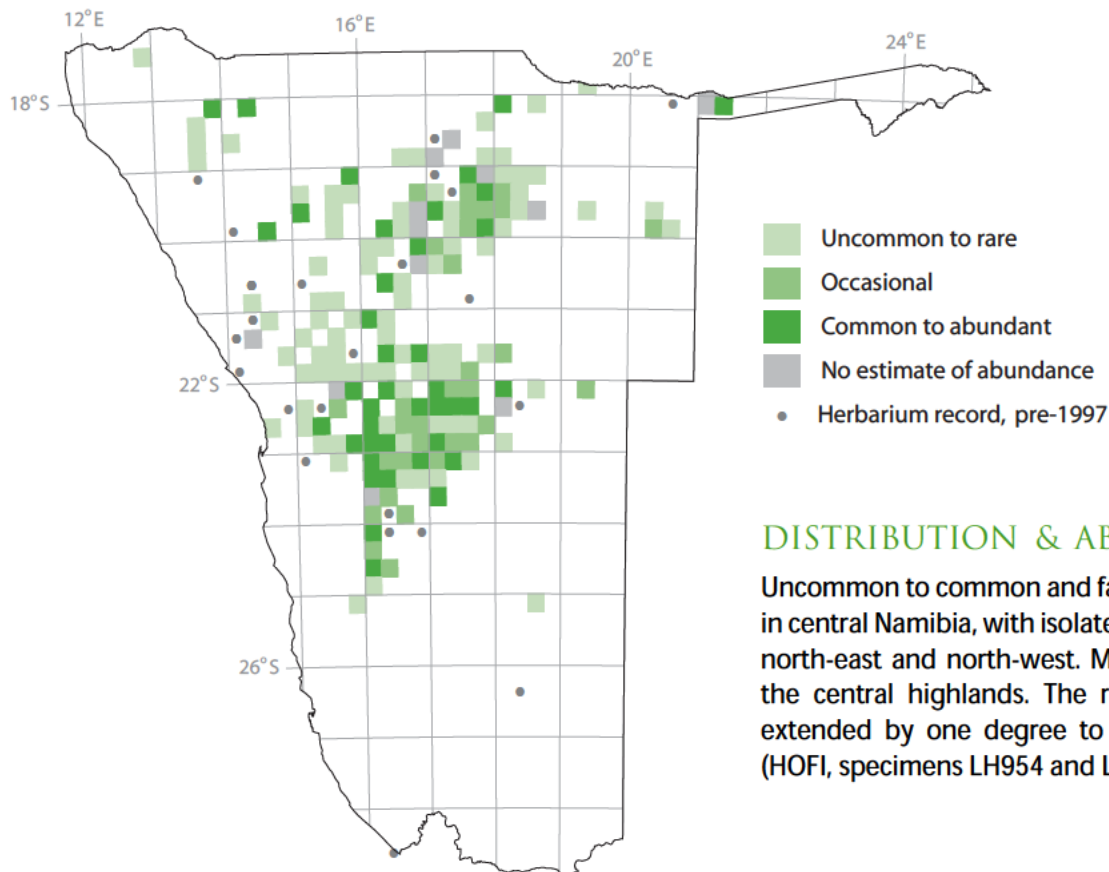 12°E
16°E
20°E
24°E
18°S
22°S
26°S
Uncommon to rare
Occasional
Common to abundant
No estimate of abundance
Herbarium record, pre-1997
DISTRIBUTION & AB
Uncommon to common and fa
in central Namibia, with isolate
north-east and north-west. M
the central highlands. The r
extended by one degree to
(HOFI, specimens LH954 and L